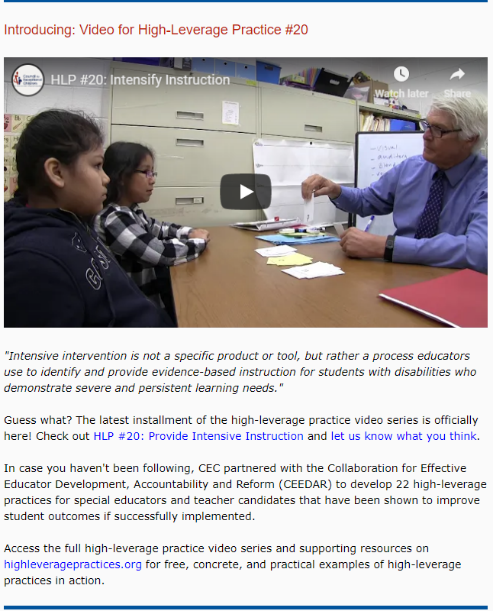 Introducing: Video for High-Leverage Practice #20
HLP #20: Intensify Instruction
Watch later
Share
"Intensive intervention is not a specific product or tool, but rather a process educators
use to identify and provide evidence-based instruction for students with disabilities who
demonstrate severe and persistent learning needs."
Guess what? The latest installment of the high-leverage practice video series is officially
here! Check out HLP #20: Provide Intensive Instruction and let us know what you think.
In case you haven't been following, CEC partnered with the Collaboration for Effective
Educator Development, Accountability and Reform (CEEDAR) to develop 22 high-leverage
practices for special educators and teacher candidates that have been shown to improve
student outcomes if successfully implemented.
Access the full high-leverage practice video series and supporting resources on
highleveragepractices.org for free, concrete, and practical examples of high-leverage
practices in action.